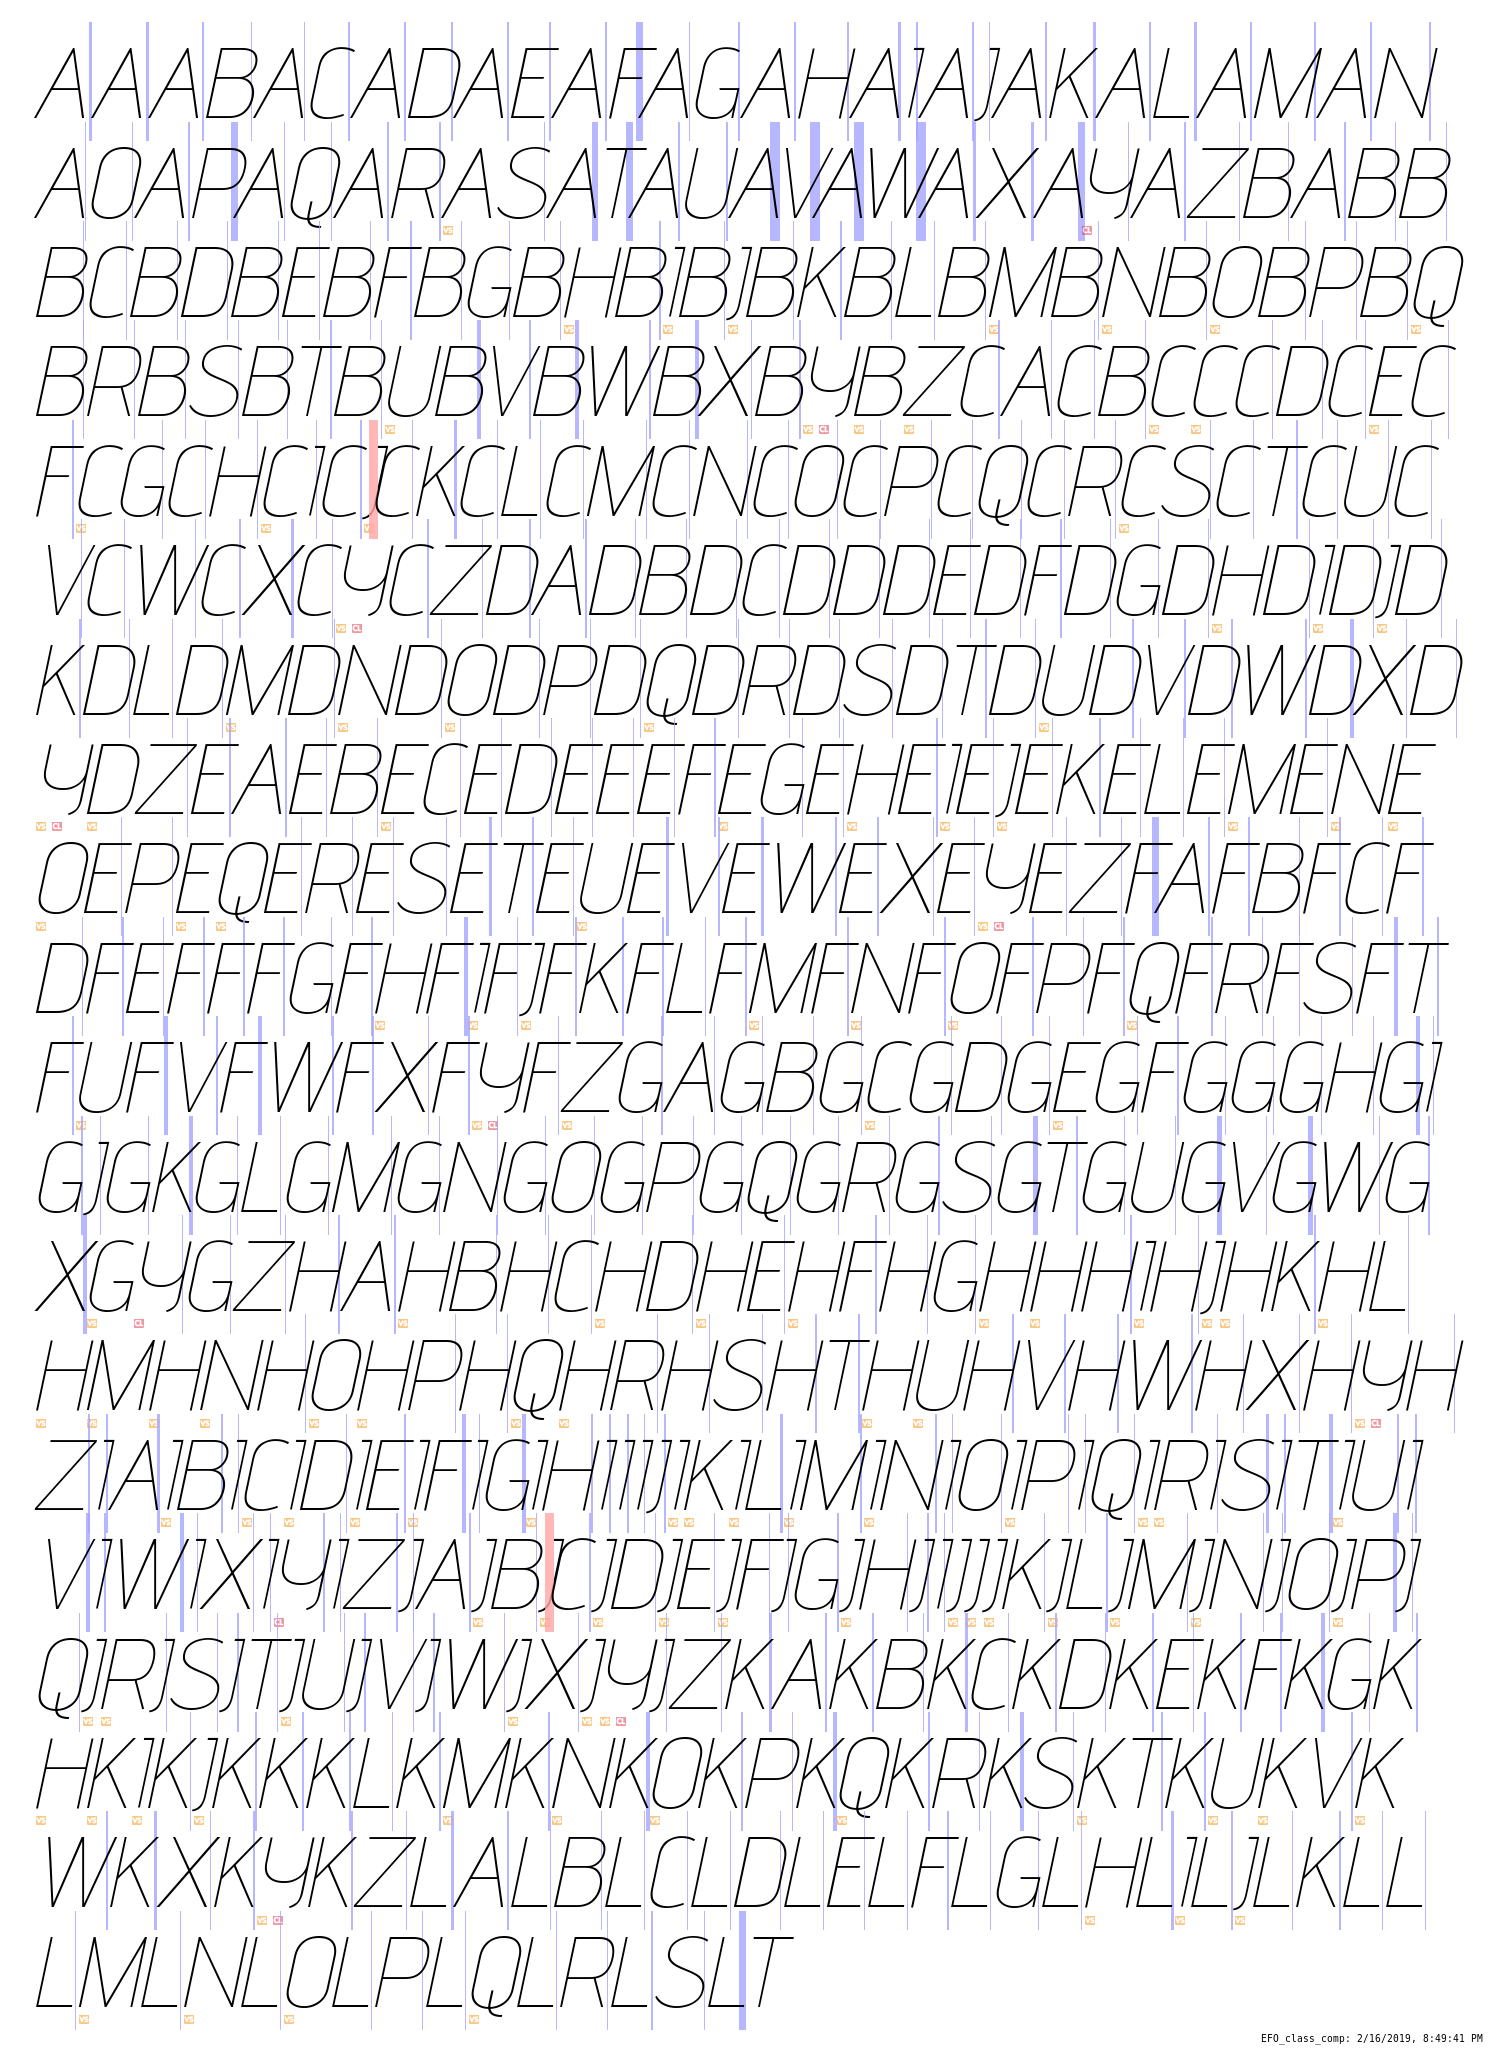 AAABACADAEAFAGAHAIAJAKALAMAN
AOAPAQARASATAUAVAWAXAYAZBABB
BCBDBEBFBGBHBIBJBKBLBMBNBOBPBQ
BRBSBTBUBVBWBXBYBZCACBCCCDCEC
FCGCHCICJCKCLCMCNCOCPCQCRCSCTCUC
VCWCXCYCZDADBDCDDDEDFDGDHDIDJD
KDLDMDNDODPDQDRDSDTDUDVDWDXD
YDZEAEBECEDEEEFEGEHEIEJEKELEMENE
OEPEQERESETEUEVEWEXEYEZFAFBFCF
DFEFFFGFHFIFJFKFLFMFNFOFPFQFRFSFT
FUFVFWFXFYFZGAGBGCGDGEGFGGGHGI
GJGKGLGMGNGOGPGQGRGSGTGUGVGWG
XGYGZHAHBHCHDHEHFHGHHHIHJHKHL
HMHNHOHPHQHRHSHTHUHVHWHXHYH
ZIAIBICIDIEIFIGIHIIIJIKILIMINIOIPIQIRISITIUI
VIWIXIYIZJAJBJCJDJEJFJGJHJIJJJKJLJMJNJOJPJ
QJRJSJTJUJVJWJXJYJZKAKBKCKDKEKFKGK
HKIKJKKKLKMKNKOKPKQKRKSKTKUKVK
WKXKYKZLALBLCLDLELFLGLHLILJLKLL
LMLNLOLPLQLRLSLT
EFO_class_comp: 2/16/2019, 8:49:41 PM